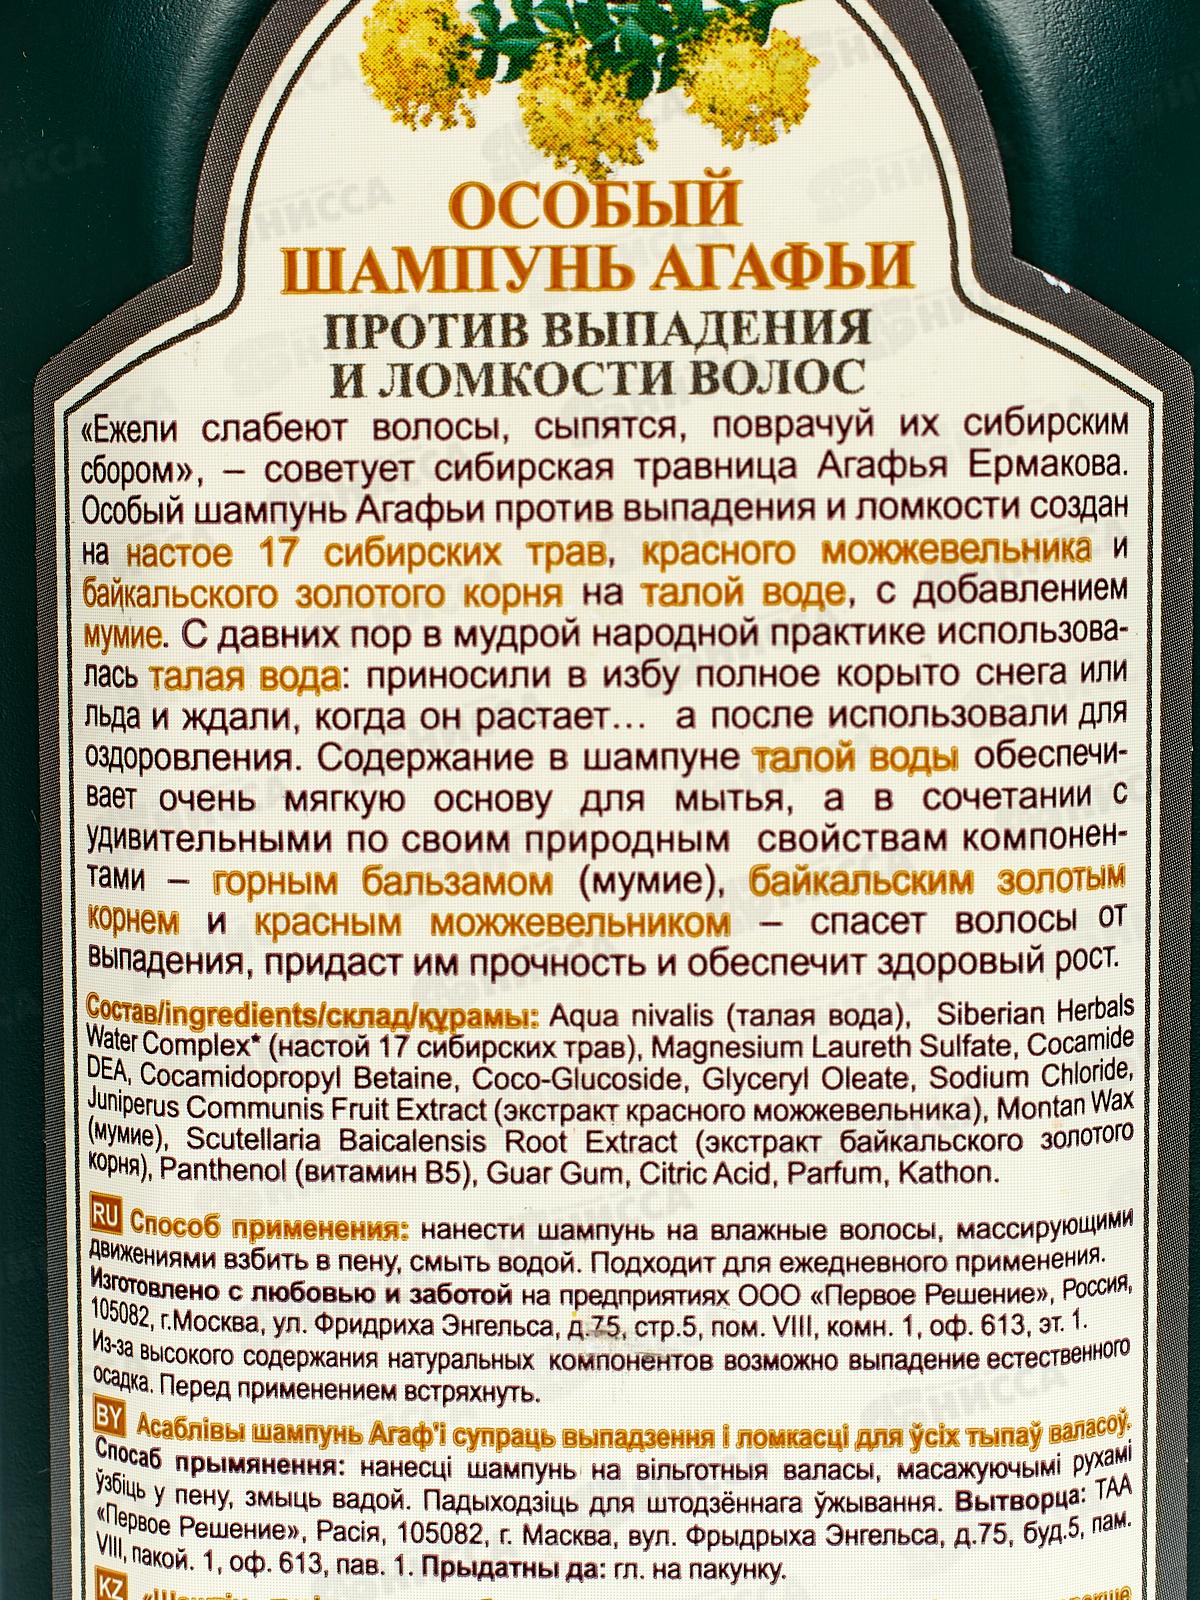 ОСОБЫЙ
ШАМПУНЬ АГАФЬИ
ПРОТИВ ВЫПАДЕНИЯ
И ЛОМКОСТИ ВОЛОС
«Ежели слабеют волосы, сыпятся, поврачуй их сибирским
сбором», – советует сибирская травница Агафья Ермакова.
Особый шампунь Агафьи против выпадения и ломкости создан
на настое 17 сибирских трав, красного можжевельника и
байкальского золотого корня на талой воде, с добавлением
мумие. С давних пор в мудрой народной практике использова-
лась талая вода: приносили в избу полное корыто снега или
льда и ждали, когда он растает... а после использовали для
оздоровления. Содержание в шампуне талой воды обеспечи-
вает очень мягкую основу для мытья, а в сочетании с
удивительными по своим природным свойствам компонен-
тами – горным бальзамом (мумие), байкальским золотым
корнем и красным можжевельником – спасет волосы от
выпадения, придаст им прочность и обеспечит здоровый рост.
Состав/ingredients/склад/құрамы: Aqua nivalis (талая вода), Siberian Herbals
Water Complex* (настой 17 сибирских трав), Magnesium Laureth Sulfate, Cocamide
DEA, Cocamidopropyl Betaine, Coco-Glucoside, Glyceryl Oleate, Sodium Chloride,
Juniperus Communis Fruit Extract (экстракт красного можжевельника), Montan Wax
(мумие), Scutellaria Baicalensis Root Extract (экстракт байкальского золотого
корня), Panthenol (витамин B5), Guar Gum, Citric Acid, Parfum, Kathon.
RU Способ применения: нанести шампунь на влажные волосы, массирующими
движениями взбить в пену, смыть водой. Подходит для ежедневного применения.
Изготовлено с любовью и заботой на предприятиях ООО «Первое Решение», Россия,
105082, г.Москва, ул. Фридриха Энгельса, д.75, стр.5, пом. VIII, комн. 1, оф. 613, эт. 1.
Из-за высокого содержания натуральных компонентов возможно выпадение естественного
осадка. Перед применением встряхнуть.
BY Асаблівы шампунь Агаф'і супраць выпадзення і ломкасці для ўсіх тыпаў валасоў.
Спосаб прымянення: нанесці шампунь на вільготныя валасы, масажуючымі рухамі
ўзбіць у пену, змыць вадой. Падыходзіць для штодзённага ўжывання. Вытворца: ТАА
«Первое Решение», Расія, 105082, г. Масква, вул. Фрыдрыха Энгельса, д.75, буд.5, пам.
VIII, пакой. 1, оф. 613, пав. 1. Прыдатны да: гл. на пакунку.
KZ